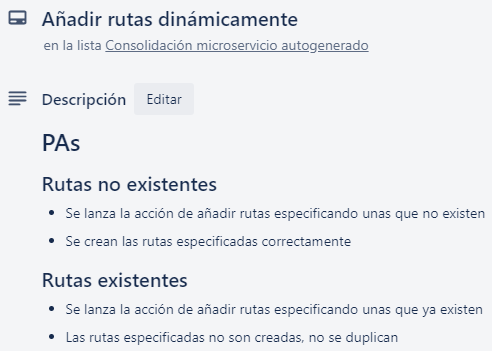 Añadir rutas dinámicamente
en la lista Consolidación microservicio autogenerado
Descripción Editar
PAs
Rutas no existentes
• Se lanza la acción de añadir rutas especificando unas que no existen
• Se crean las rutas especificadas correctamente
Rutas existentes
• Se lanza la acción de añadir rutas especificando unas que ya existen
• Las rutas especificadas no son creadas, no se duplican